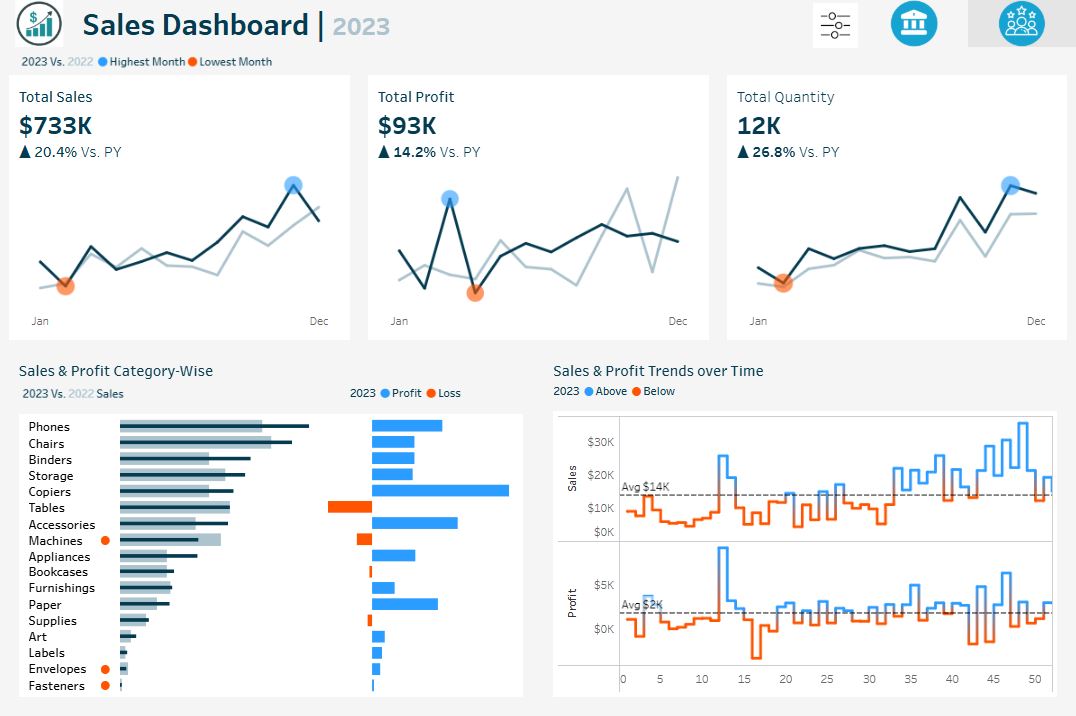 Sales Dashboard | 2023
2023 Vs. 2022 Highest Month Lowest Month
Total Sales
$733K
▲ 20.4% Vs. PY
Jan Dec
Total Profit
$93K
▲ 14.2% Vs. PY
Jan Dec
Total Quantity
12K
▲ 26.8% Vs. PY
Jan Dec
Sales & Profit Category-Wise
2023 Vs. 2022 Sales
2023 Profit Loss
Phones
Chairs
Binders
Storage
Copiers
Tables
Accessories
Machines
Appliances
Bookcases
Furnishings
Paper
Supplies
Art
Labels
Envelopes
Fasteners
Sales & Profit Trends over Time
2023 Above Below
Sales
$30K
$20K
$10K
$0K
Avg $14K
Profit
$5K
$0K
Avg $2K
0 5 10 15 20 25 30 35 40 45 50